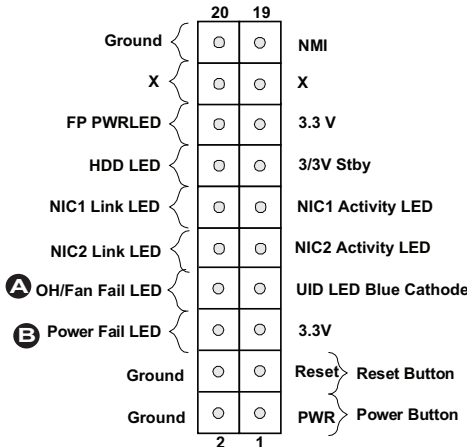 20 19
Ground NMI
X X
FP PWRLED 3.3 V
HDD LED 3/3V Stby
NIC1 Link LED NIC1 Activity LED
NIC2 Link LED NIC2 Activity LED
A OH/Fan Fail LED UID LED Blue Cathode
B Power Fail LED 3.3V
Ground Reset Reset Button
Ground PWR Power Button
2 1